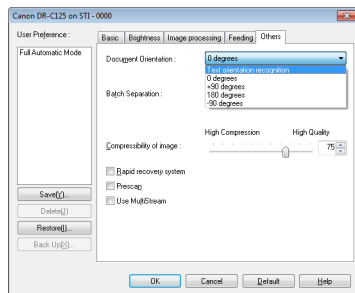 Canon DR-C125 on STI - 0000
User Preference :
Full Automatic Mode
Save(Y)...
Delete(J)
Restore(I)...
Back Up(X)...
Basic Brightness Image processing Feeding Others
Document Orientation : 0 degrees
Text orientation recognition
0 degrees
+90 degrees
180 degrees
-90 degrees
Batch Separation :
High Compression High Quality
Compressibility of image : 75
Rapid recovery system
Prescan
Use MultiStream
OK Cancel Default Help